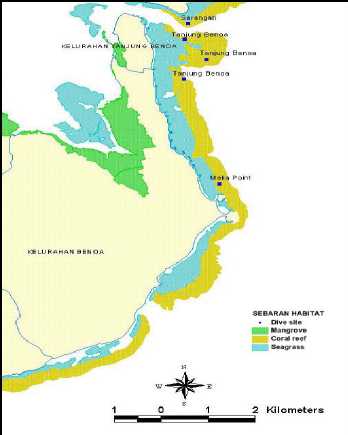 Serangan
Tanjung Benoa
Tanjung Benoa
KELURAHAN TANJUNG BENOA
Tanjung Benoa
Melia Point
KELURAHAN BENOA
SEBARAN HABITAT
Dive site
Mangrove
Coral reef
Seagrass
N
W E
S
1 0 1 2 Kilometers